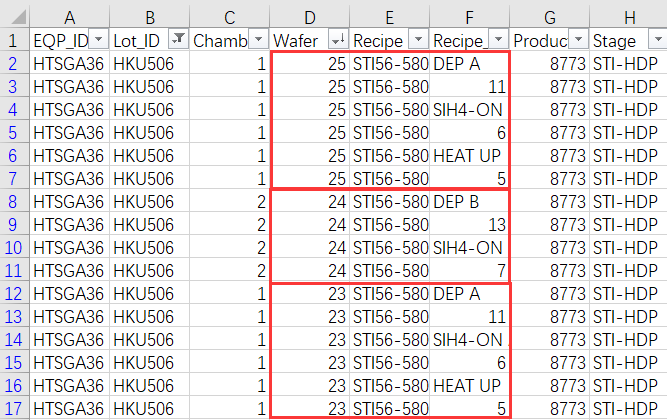 A B C D E F G H
1 EQP_ID Lot_ID Chamb Wafer Recipe Recipe_ Produc Stage
2 HTSGA36 HKU506 1 25 STI56-580 DEP A 8773 STI-HDP
3 HTSGA36 HKU506 1 25 STI56-580 11 8773 STI-HDP
4 HTSGA36 HKU506 1 25 STI56-580 SIH4-ON 8773 STI-HDP
5 HTSGA36 HKU506 1 25 STI56-580 6 8773 STI-HDP
6 HTSGA36 HKU506 1 25 STI56-580 HEAT UP 8773 STI-HDP
7 HTSGA36 HKU506 1 25 STI56-580 5 8773 STI-HDP
8 HTSGA36 HKU506 2 24 STI56-580 DEP B 8773 STI-HDP
9 HTSGA36 HKU506 2 24 STI56-580 13 8773 STI-HDP
10 HTSGA36 HKU506 2 24 STI56-580 SIH4-ON 8773 STI-HDP
11 HTSGA36 HKU506 2 24 STI56-580 7 8773 STI-HDP
12 HTSGA36 HKU506 1 23 STI56-580 DEP A 8773 STI-HDP
13 HTSGA36 HKU506 1 23 STI56-580 11 8773 STI-HDP
14 HTSGA36 HKU506 1 23 STI56-580 SIH4-ON 8773 STI-HDP
15 HTSGA36 HKU506 1 23 STI56-580 6 8773 STI-HDP
16 HTSGA36 HKU506 1 23 STI56-580 HEAT UP 8773 STI-HDP
17 HTSGA36 HKU506 1 23 STI56-580 5 8773 STI-HDP